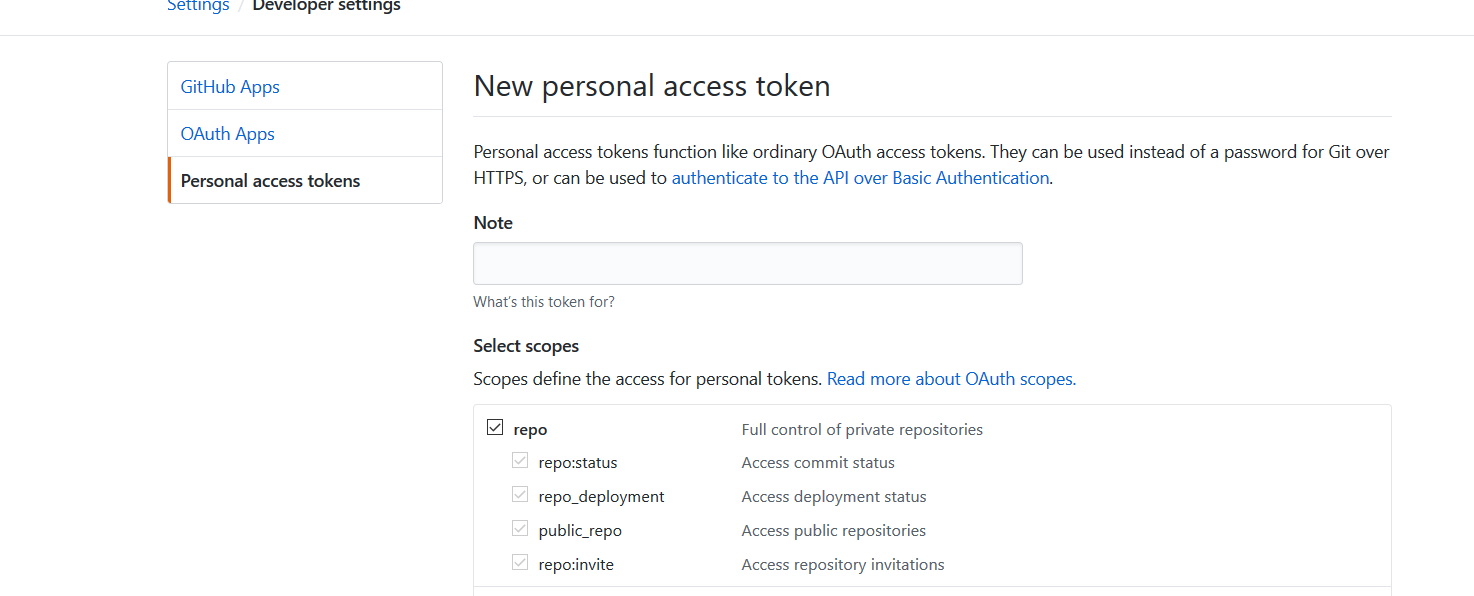 Settings / Developer settings
GitHub Apps
OAuth Apps
Personal access tokens
New personal access token
Personal access tokens function like ordinary OAuth access tokens. They can be used instead of a password for Git over
HTTPS, or can be used to authenticate to the API over Basic Authentication.
Note
What's this token for?
Select scopes
Scopes define the access for personal tokens. Read more about OAuth scopes.
repo Full control of private repositories
repo:status Access commit status
repo_deployment Access deployment status
public_repo Access public repositories
repo:invite Access repository invitations